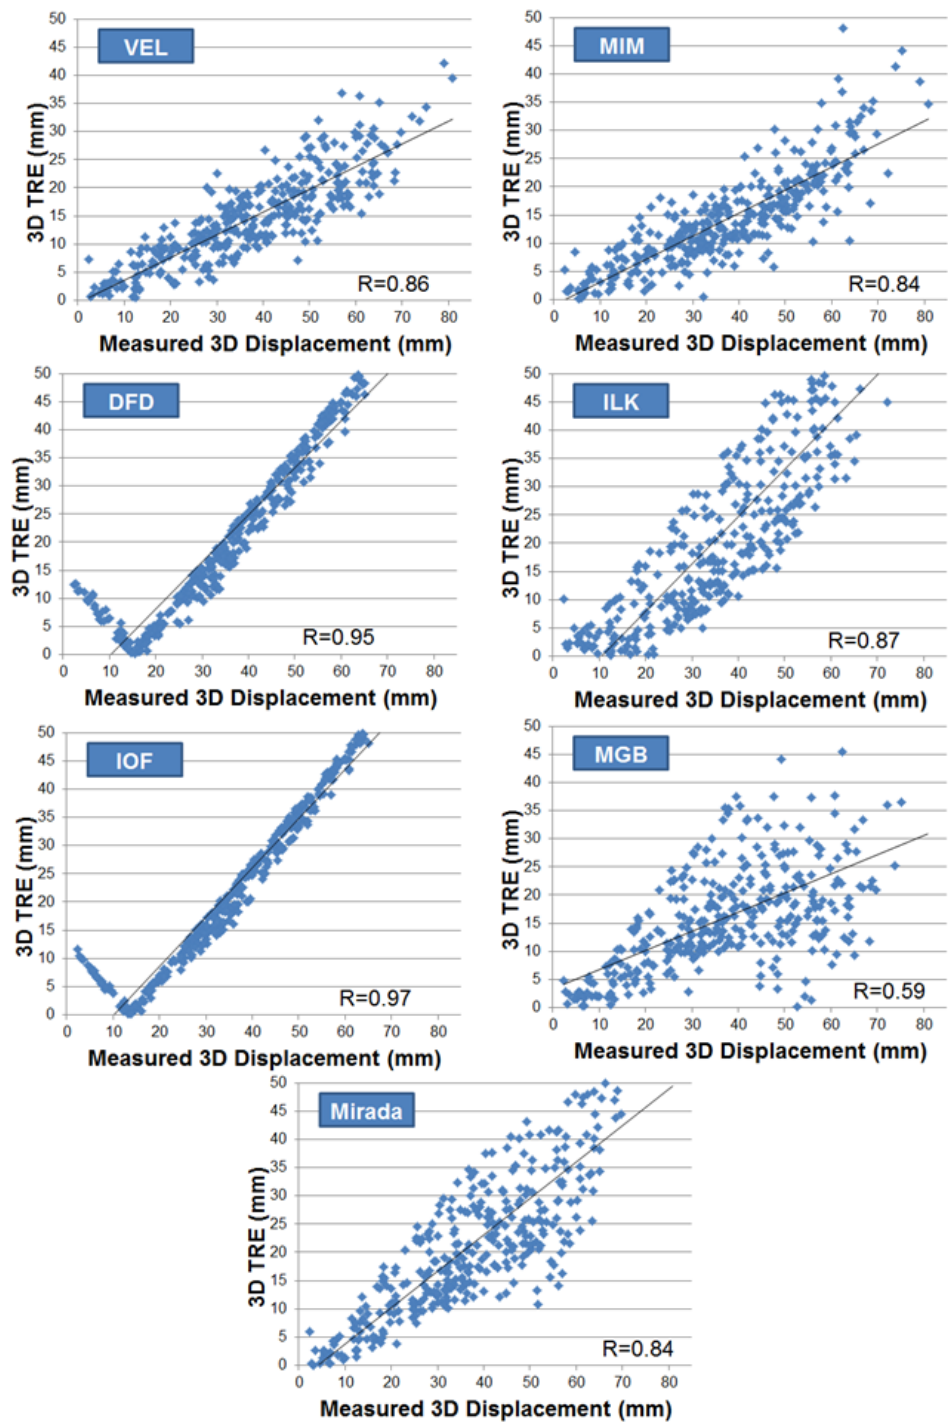 VEL
50
45
40
35
30
25
20
15
10
5
0
3D TRE (mm)
R=0.86
0 10 20 30 40 50 60 70 80
Measured 3D Displacement (mm)
MIM
50
45
40
35
30
25
20
15
10
5
0
3D TRE (mm)
R=0.84
0 10 20 30 40 50 60 70 80
Measured 3D Displacement (mm)
DFD
50
45
40
35
30
25
20
15
10
5
0
3D TRE (mm)
R=0.95
0 10 20 30 40 50 60 70 80
Measured 3D Displacement (mm)
ILK
50
45
40
35
30
25
20
15
10
5
0
3D TRE (mm)
R=0.87
0 10 20 30 40 50 60 70 80
Measured 3D Displacement (mm)
IOF
50
45
40
35
30
25
20
15
10
5
0
3D TRE (mm)
R=0.97
0 10 20 30 40 50 60 70 80
Measured 3D Displacement (mm)
MGB
50
45
40
35
30
25
20
15
10
5
0
3D TRE (mm)
R=0.59
0 10 20 30 40 50 60 70 80
Measured 3D Displacement (mm)
Mirada
50
45
40
35
30
25
20
15
10
5
0
3D TRE (mm)
R=0.84
0 10 20 30 40 50 60 70 80
Measured 3D Displacement (mm)